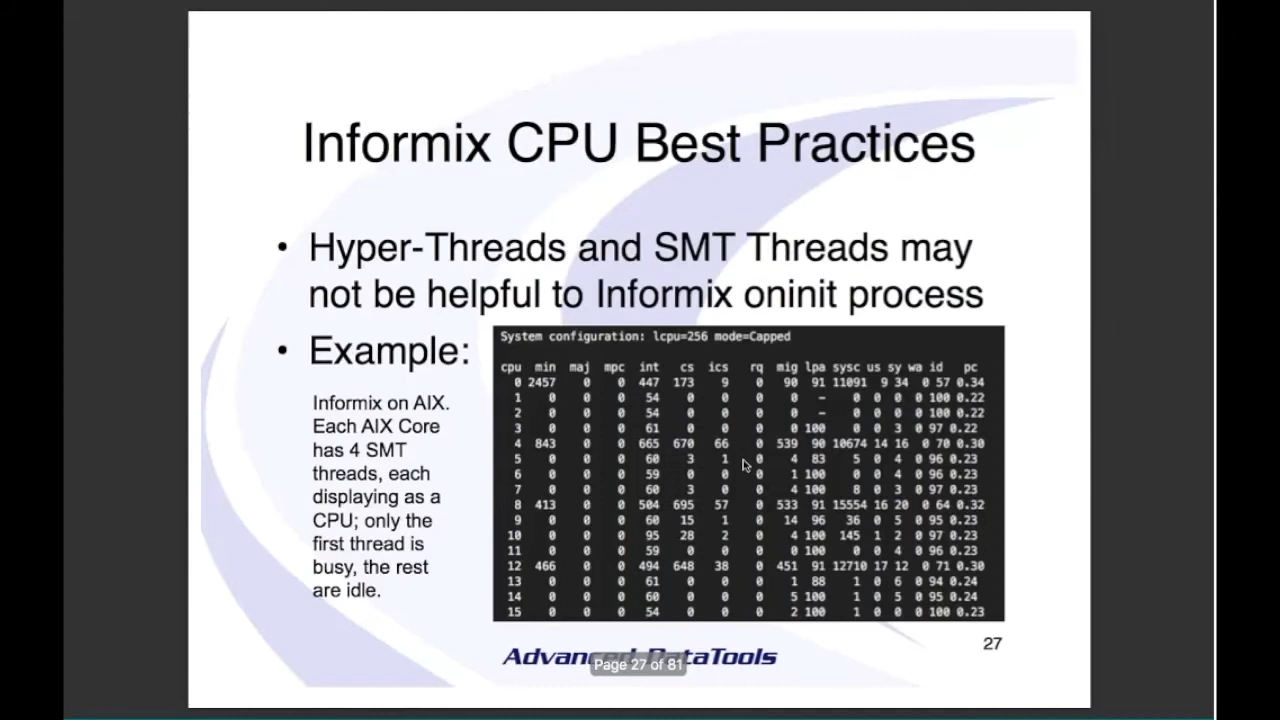 Informix CPU Best Practices
• Hyper-Threads and SMT Threads may
not be helpful to Informix oninit process
• Example:
Informix on AIX.
Each AIX Core
has 4 SMT
threads, each
displaying as a
CPU; only the
first thread is
busy, the rest
are idle.
System configuration: lcpu=256 mode=Capped
cpu min maj mpc int cs ics rq mig lpa sysc us sy wa id pc
0 2457 0 0 447 173 9 0 90 91 11091 9 34 0 57 0.34
1 0 0 0 54 0 0 0 0 - 0 0 0 0 100 0.22
2 0 0 0 54 0 0 0 0 - 0 0 0 0 100 0.22
3 0 0 0 61 0 0 0 0 100 0 0 3 0 97 0.22
4 843 0 0 665 670 66 0 539 90 10674 14 16 0 70 0.30
5 0 0 0 60 3 1 0 4 83 5 0 4 0 96 0.23
6 0 0 0 59 0 0 0 1 100 0 0 4 0 96 0.23
7 0 0 0 60 3 0 0 4 100 8 0 3 0 97 0.23
8 413 0 0 504 695 57 0 533 91 15554 16 20 0 64 0.32
9 0 0 0 60 15 1 0 14 96 36 0 5 0 95 0.23
10 0 0 0 95 28 2 0 4 100 145 1 2 0 97 0.23
11 0 0 0 59 0 0 0 0 100 0 0 4 0 96 0.23
12 466 0 0 494 648 38 0 451 91 12710 17 12 0 71 0.30
13 0 0 0 61 0 0 0 1 88 1 0 6 0 94 0.24
14 0 0 0 60 0 0 0 5 100 1 0 5 0 95 0.24
15 0 0 0 54 0 0 0 2 100 1 0 0 0 100 0.23
27
Advanced DataTools
Page 27 of 81